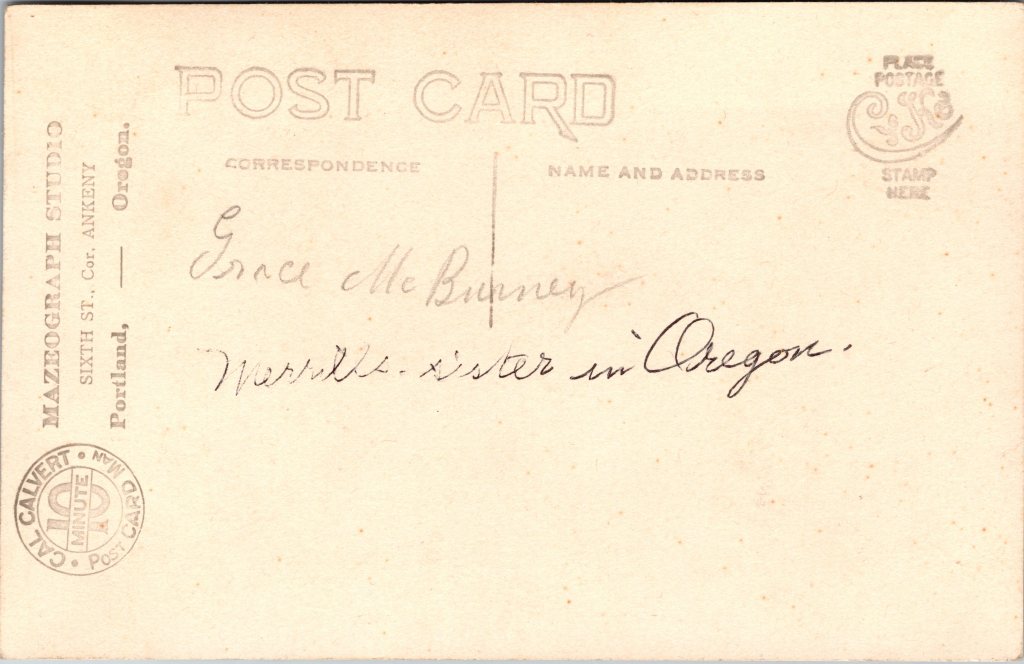 POST CARD
CORRESPONDENCE
NAME AND ADDRESS
PLACE
POSTAGE
STAMP
HERE
MAZEOGRAPH STUDIO
SIXTH ST., Cor. ANKENY
Portland, — Oregon.
CAL CALVERT • 10 MINUTE • POST CARD MAN
Grace McBurney
Merrills. sister in Oregon.